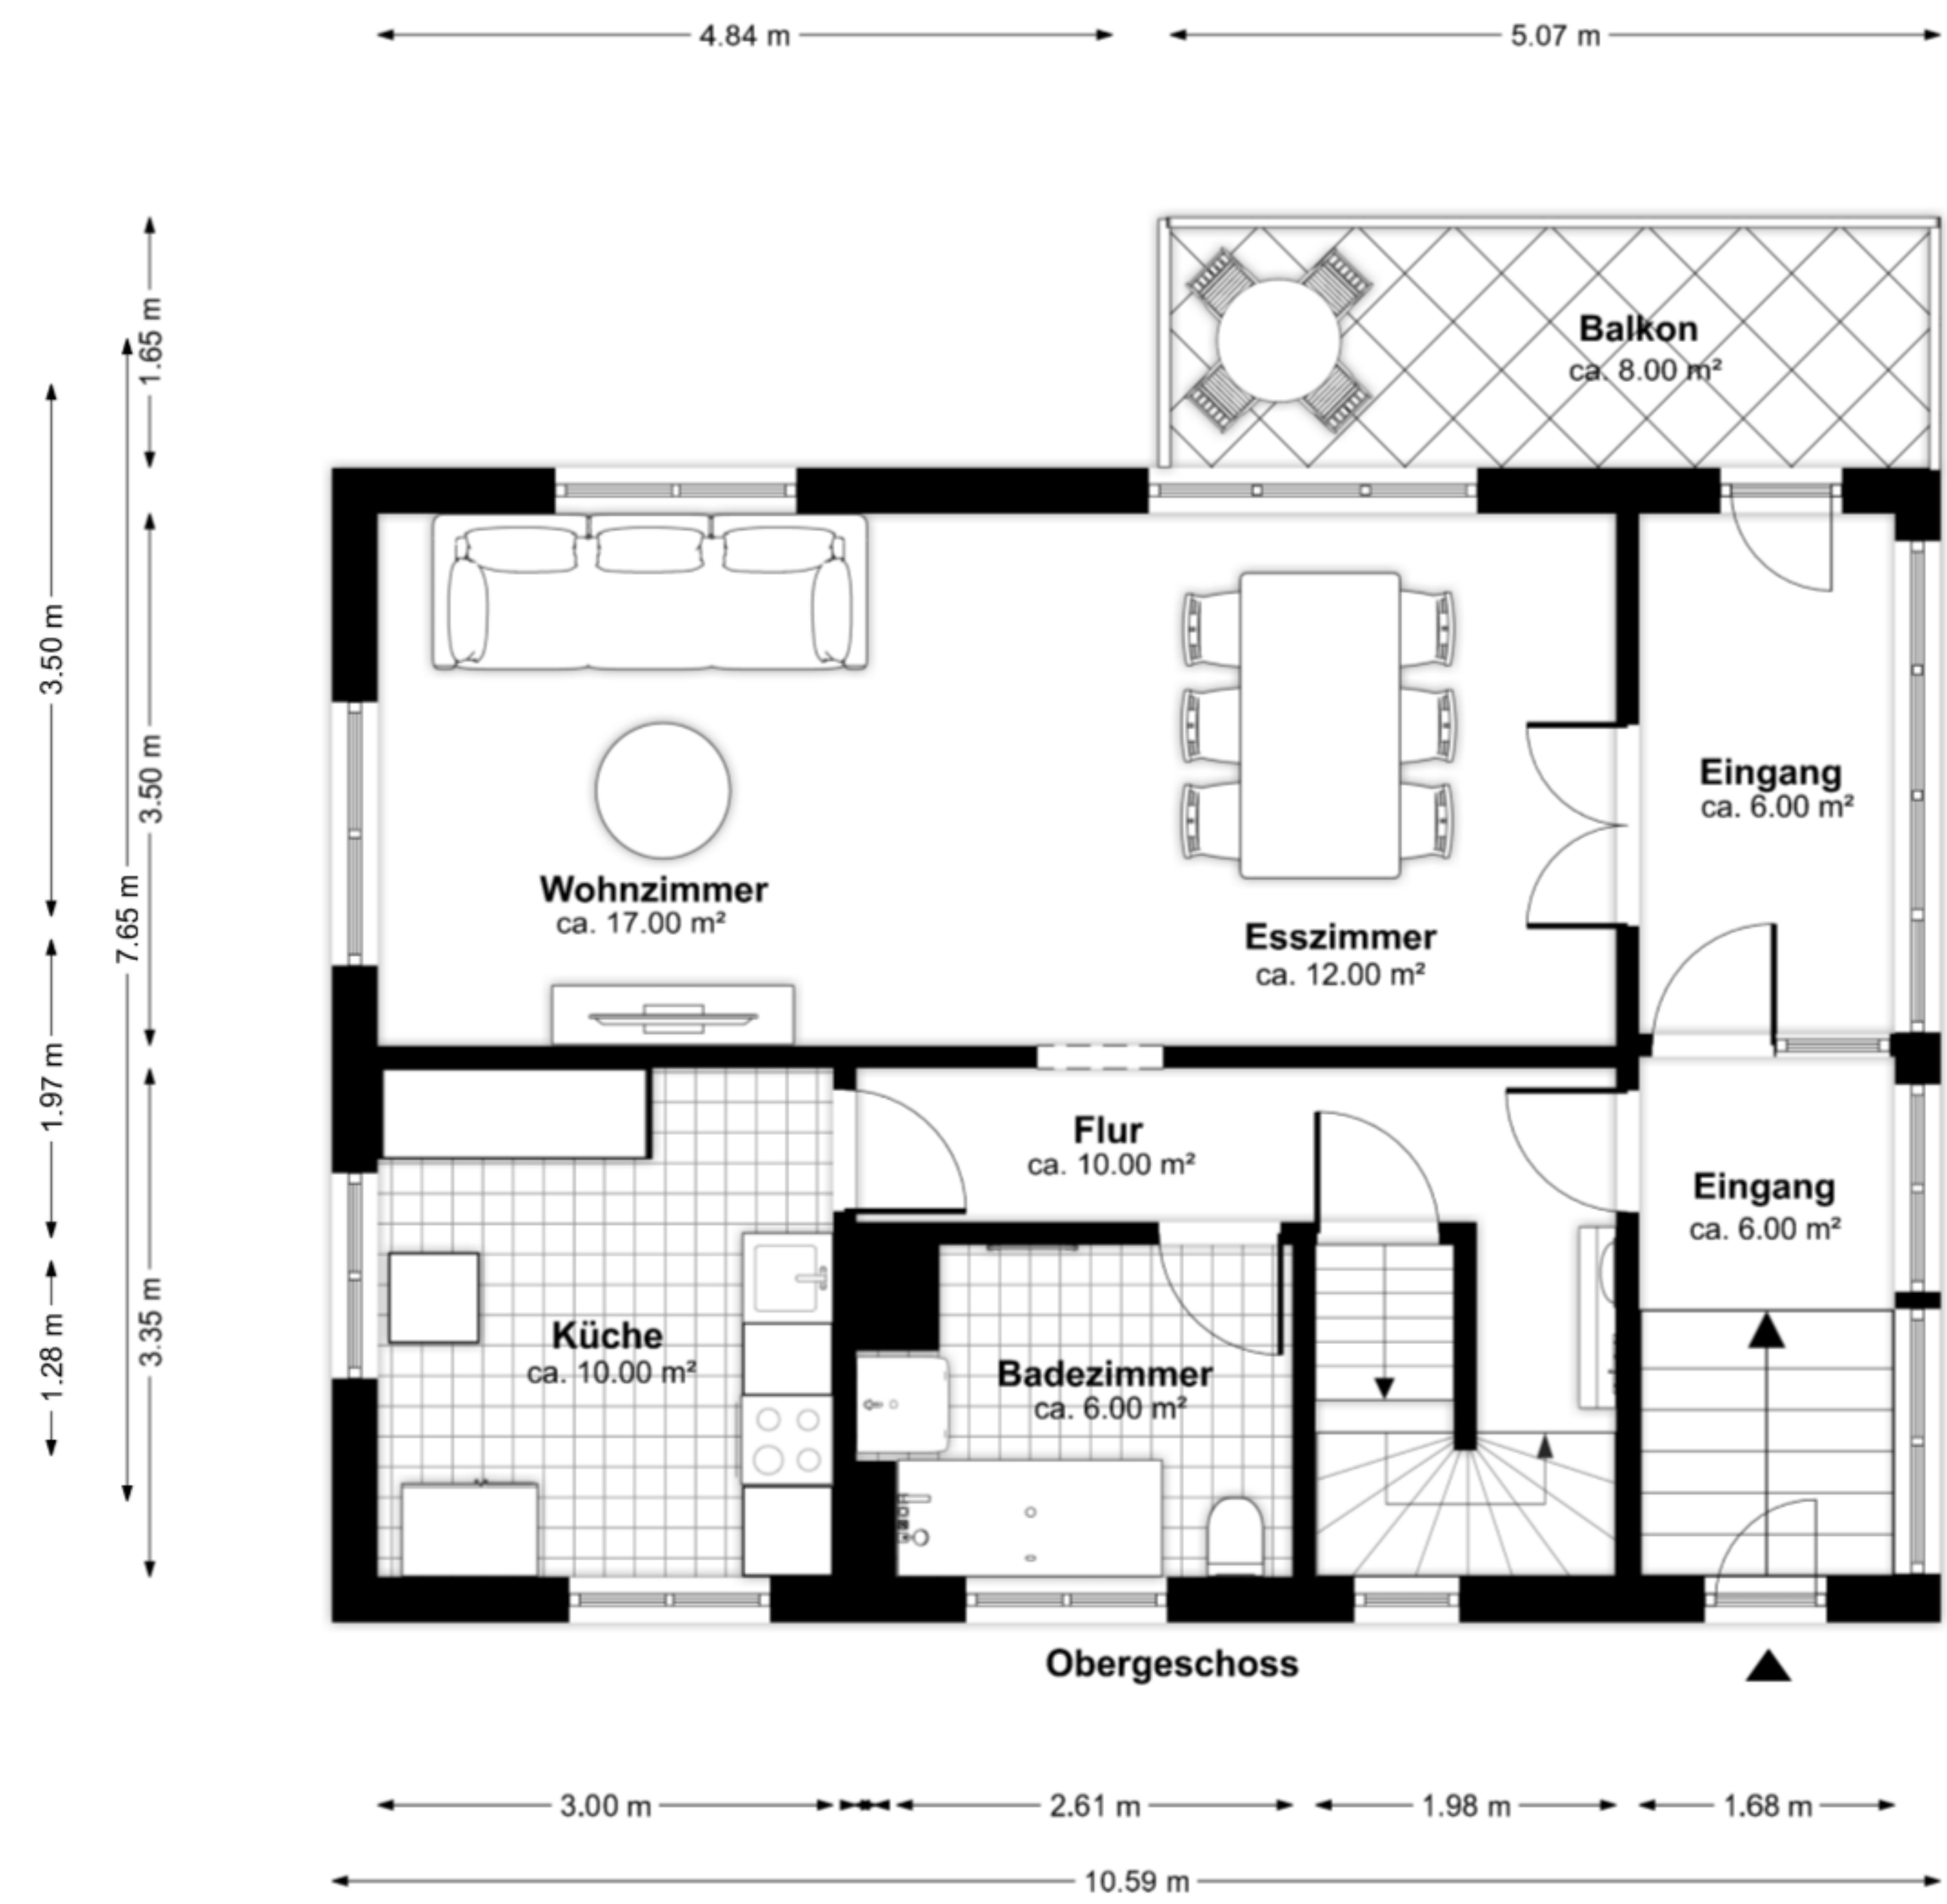 4.84 m
5.07 m
1.65 m
Balkon
ca. 8.00 m²
3.50 m
3.50 m
7.65 m
Eingang
ca. 6.00 m²
Wohnzimmer
ca. 17.00 m²
Esszimmer
ca. 12.00 m²
1.97 m
Flur
ca. 10.00 m²
Eingang
ca. 6.00 m²
3.35 m
1.28 m
Küche
ca. 10.00 m²
Badezimmer
ca. 6.00 m²
Obergeschoss
3.00 m
2.61 m
1.98 m
1.68 m
10.59 m